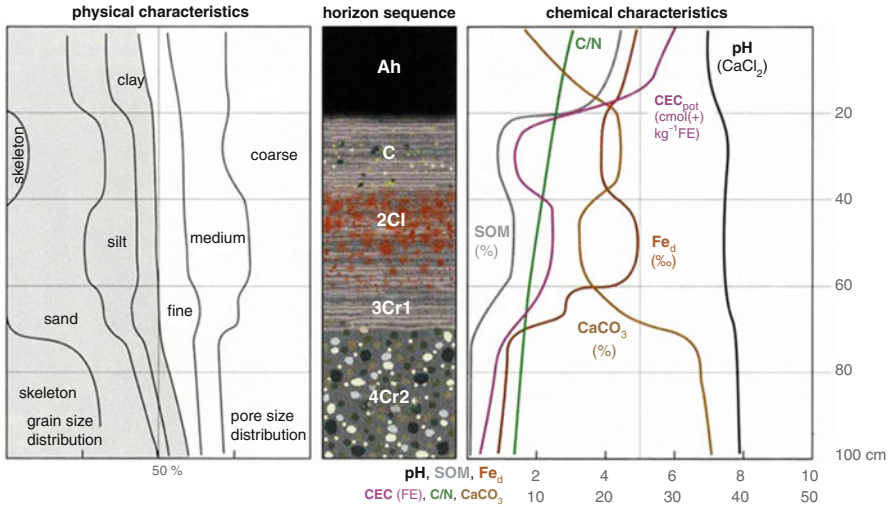 physical characteristics
horizon sequence
chemical characteristics
clay
skeleton
coarse
silt
medium
fine
sand
skeleton
grain size
distribution
pore size
distribution
50 %
Ah
C
2Cl
3Cr1
4Cr2
C/N
pH
(CaCl₂)
CECpot
(cmol(+)
kg⁻¹FE)
SOM
(%)
Fed
(‰)
CaCO₃
(%)
20
40
60
80
100 cm
pH, SOM, Fed 2 4 6 8 10
CEC (FE), C/N, CaCO₃ 10 20 30 40 50